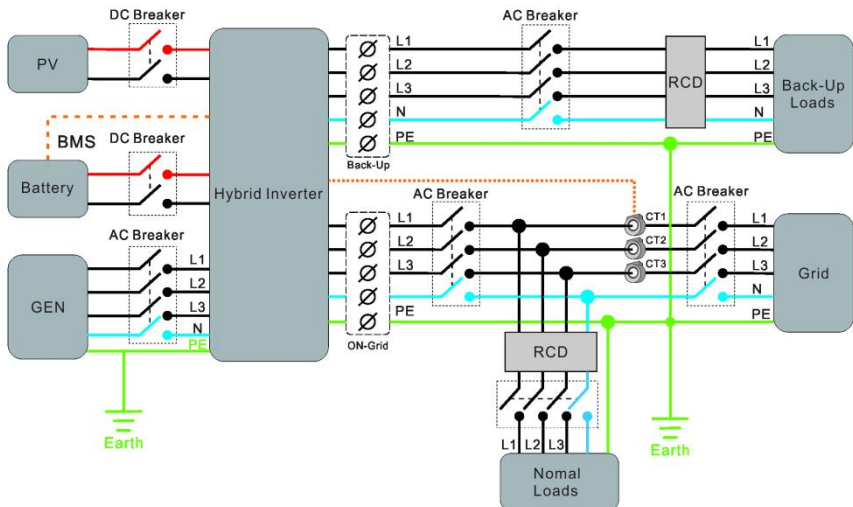 DC Breaker
AC Breaker
PV
L1
L2
L3
N
PE
RCD
L1
L2
L3
N
PE
Back-Up
Loads
BMS
DC Breaker
Back-Up
Battery
Hybrid Inverter
AC Breaker
AC Breaker
AC Breaker
GEN
L1
L2
L3
N
PE
L1
L2
L3
PE
CT1
CT2
CT3
L1
L2
L3
N
PE
Grid
ON-Grid
RCD
Earth
Earth
L1
L2
L3
Nomal
Loads